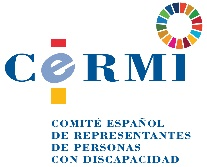 CeRMI
COMITÉ ESPAÑOL
DE REPRESENTANTES
DE PERSONAS
CON DISCAPACIDAD